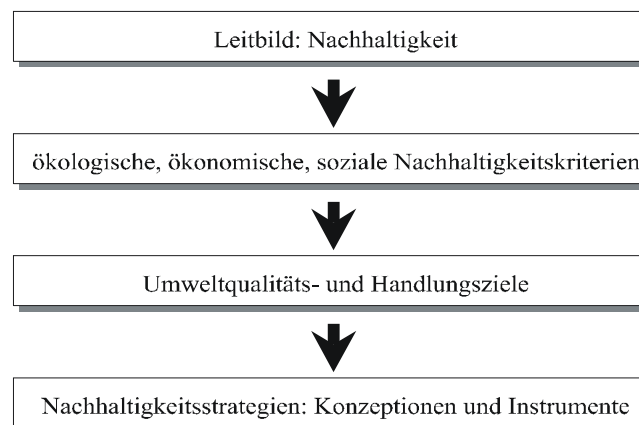 Leitbild: Nachhaltigkeit
ökologische, ökonomische, soziale Nachhaltigkeitskriterien
Umweltqualitäts- und Handlungsziele
Nachhaltigkeitsstrategien: Konzeptionen und Instrumente